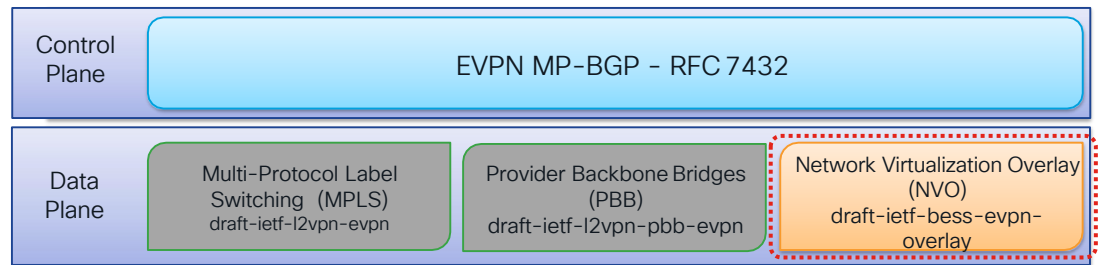 Control
Plane
EVPN MP-BGP - RFC 7432
Data
Plane
Multi-Protocol Label
Switching (MPLS)
draft-ietf-l2vpn-evpn
Provider Backbone Bridges
(PBB)
draft-ietf-l2vpn-pbb-evpn
Network Virtualization Overlay
(NVO)
draft-ietf-bess-evpn-
overlay